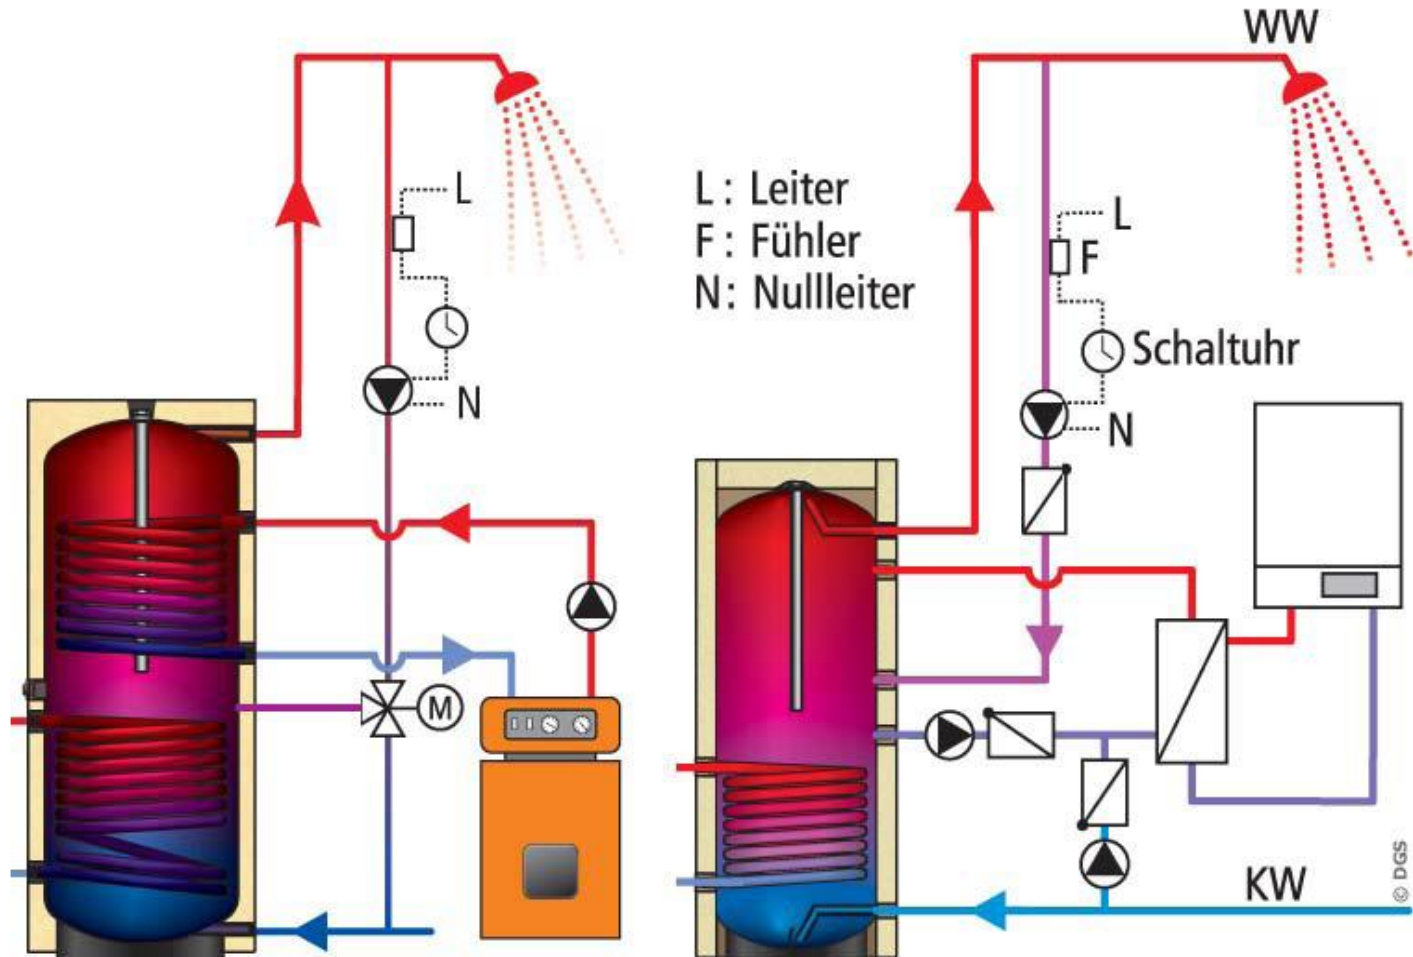 WW
L
L : Leiter
F : Fühler
N: Nullleiter
L
F
Schaltuhr
N
N
M
KW
© DGS